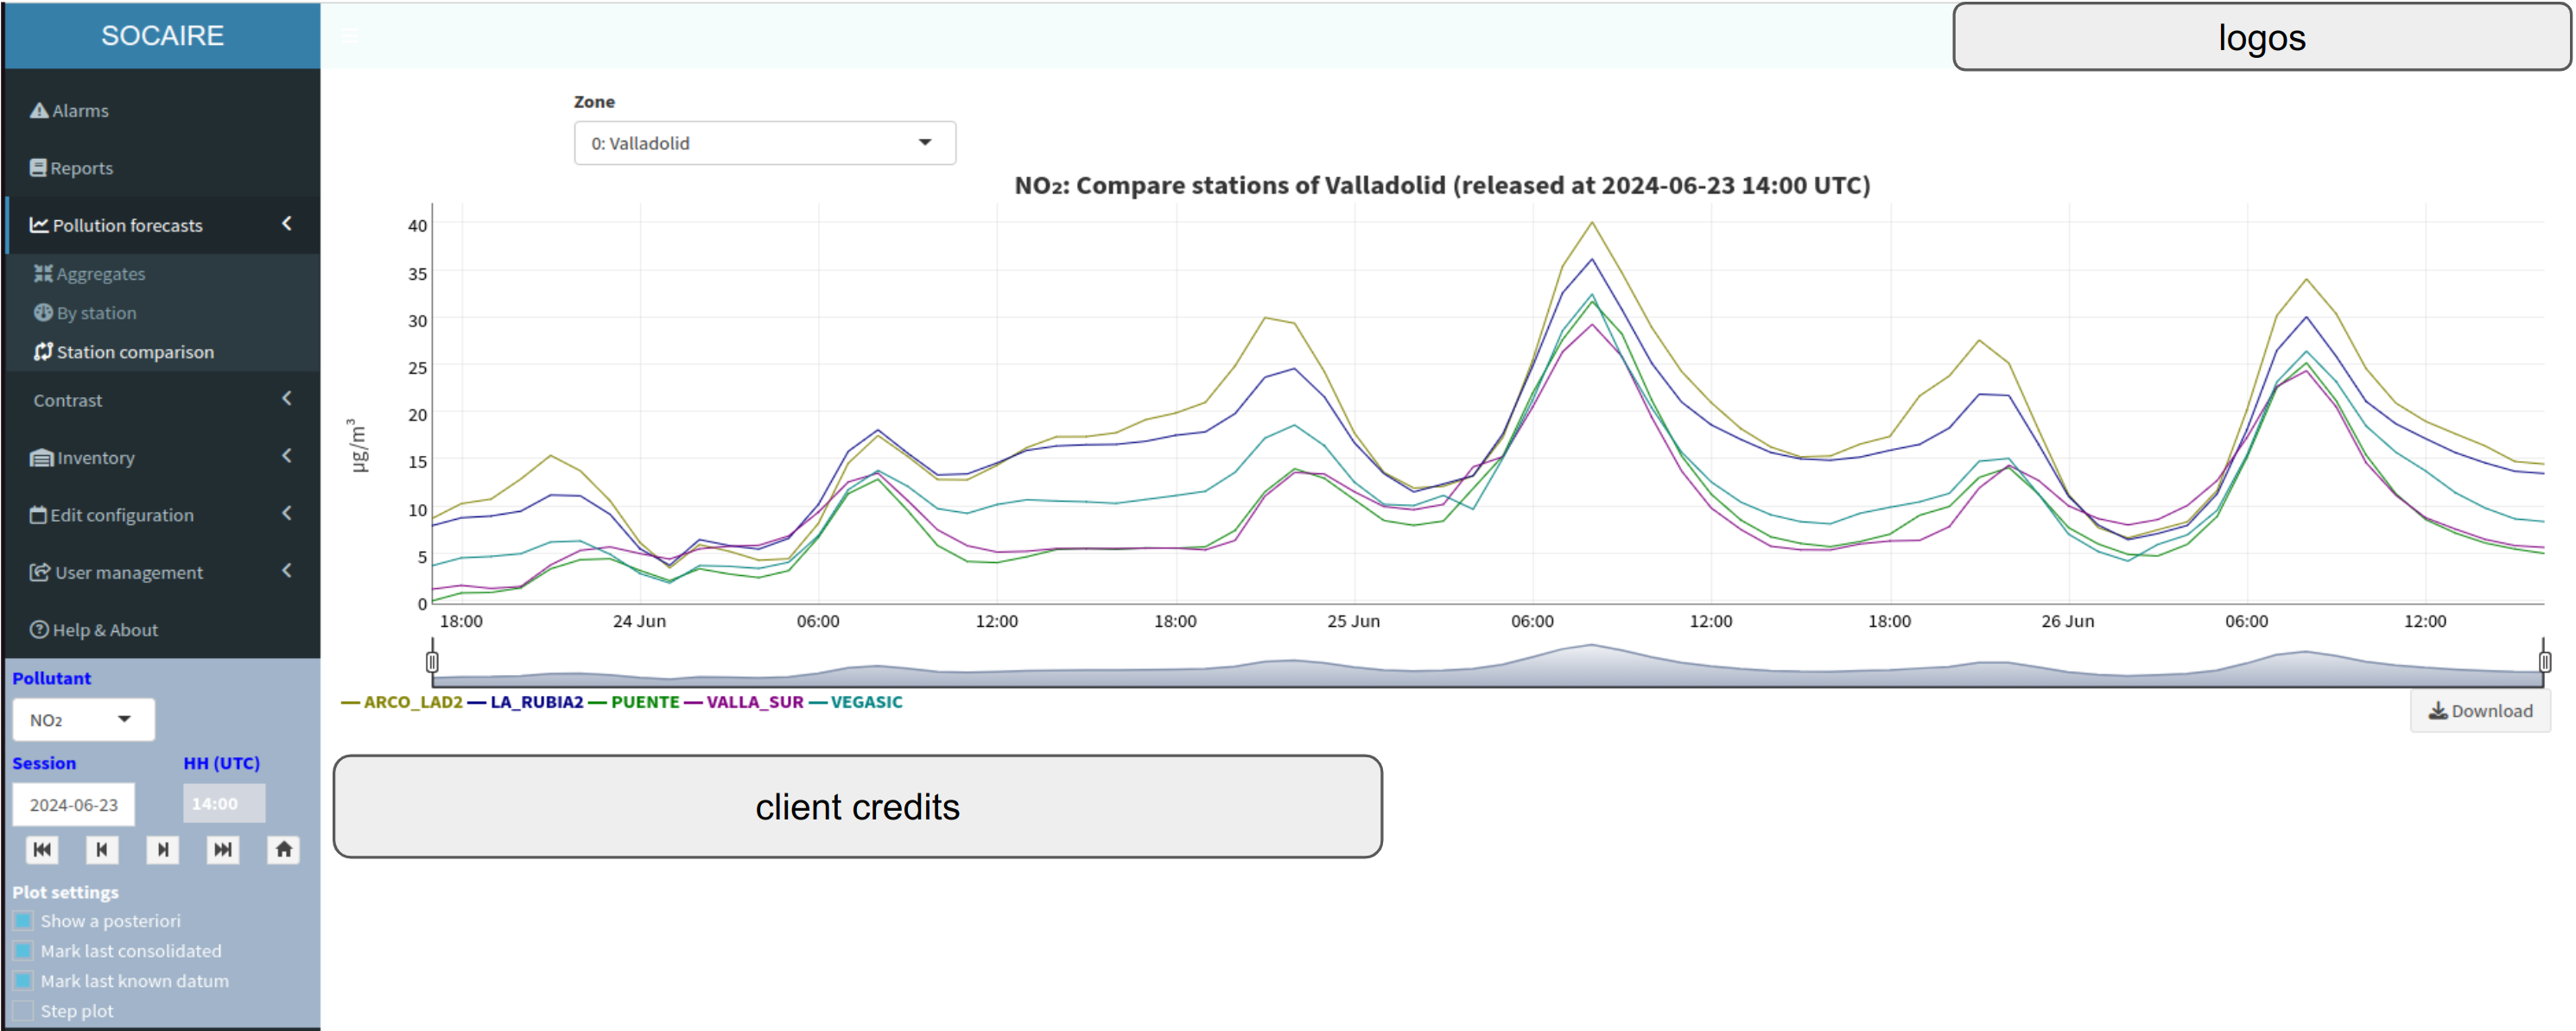 SOCAIRE
logos
Alarms
Reports
Pollution forecasts
Aggregates
By station
Station comparison
Contrast
Inventory
Edit configuration
User management
Help & About
Pollutant
NO₂
Session HH (UTC)
2024-06-23 14:00
Plot settings
Show a posteriori
Mark last consolidated
Mark last known datum
Step plot
Zone
0: Valladolid
NO₂: Compare stations of Valladolid (released at 2024-06-23 14:00 UTC)
µg/m³
40
35
30
25
20
15
10
5
0
18:00 24 Jun 06:00 12:00 18:00 25 Jun 06:00 12:00 18:00 26 Jun 06:00 12:00
ARCO_LAD2 LA_RUBIA2 PUENTE VALLA_SUR VEGASIC
Download
client credits